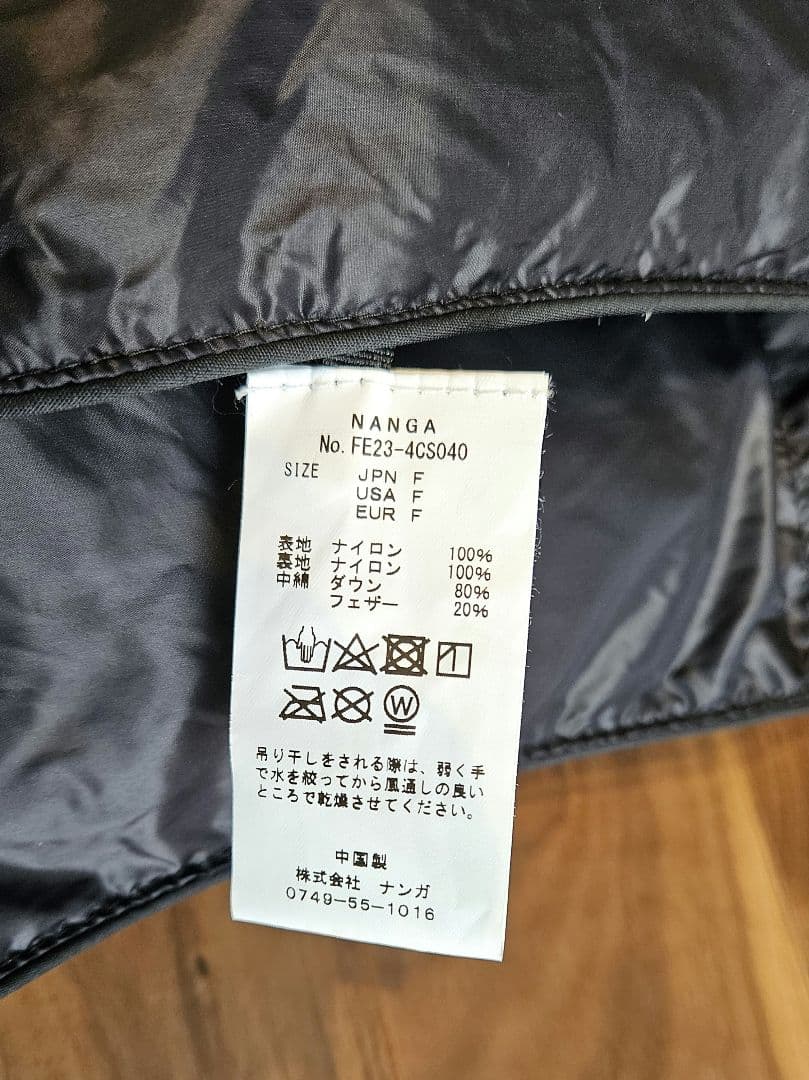 NANGA
No. FE23-4CS040
SIZE JPN F
USA F
EUR F
表地 ナイロン 100%
裏地 ナイロン 100%
中綿 ダウン 80%
フェザー 20%
W
吊り干しをされる際は、弱く手
で水を絞ってから風通しの良い
ところで乾燥させてください。
中国製
株式会社 ナンガ
0749-55-1016